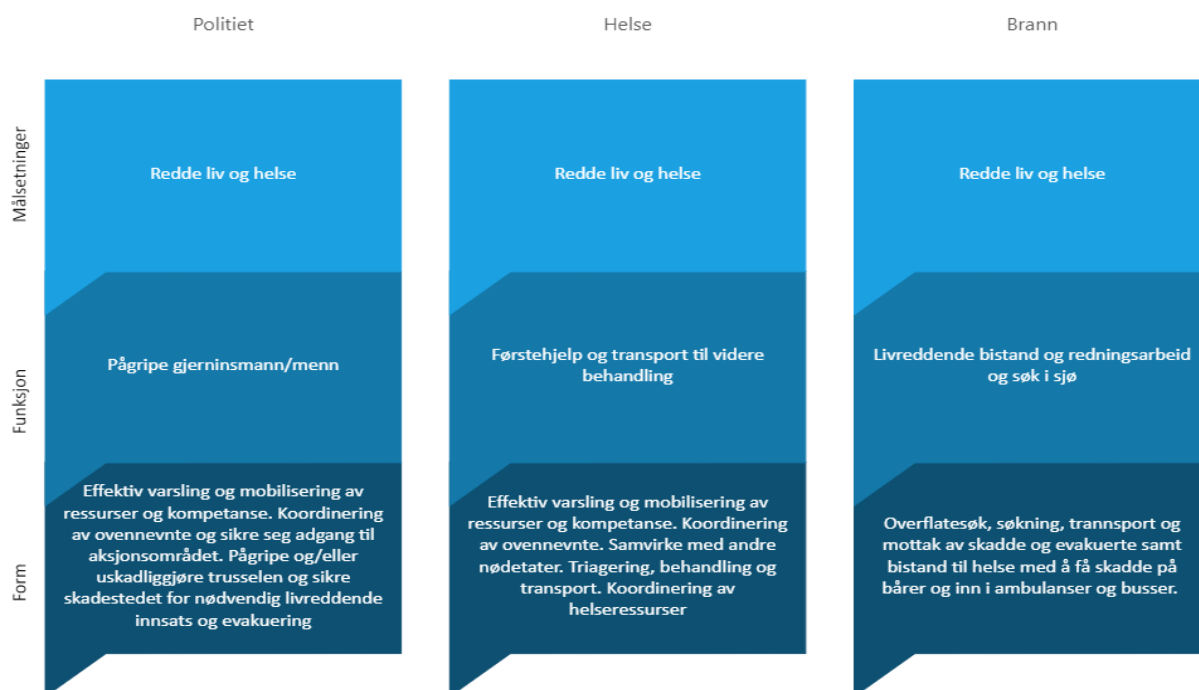 Politiet
Helse
Brann
Målsetninger
Redde liv og helse
Redde liv og helse
Redde liv og helse
Funksjon
Pågripe gjerninsmann/menn
Førstehjelp og transport til videre
behandling
Livreddende bistand og redningsarbeid
og søk i sjø
Form
Effektiv varsling og mobilisering av
ressurser og kompetanse. Koordinering
av ovennevnte og sikre seg adgang til
aksjonsområdet. Pågripe og/eller
uskadliggjøre trusselen og sikre
skadestedet for nødvendig livreddende
innsats og evakuering
Effektiv varsling og mobilisering av
ressurser og kompetanse. Koordinering
av ovennevnte. Samvirke med andre
nødetater. Triagering, behandling og
transport. Koordinering av
helseressurser
Overflatesøk, søkning, trannsport og
mottak av skadde og evakuerte samt
bistand til helse med å få skadde på
bårer og inn i ambulanser og busser.